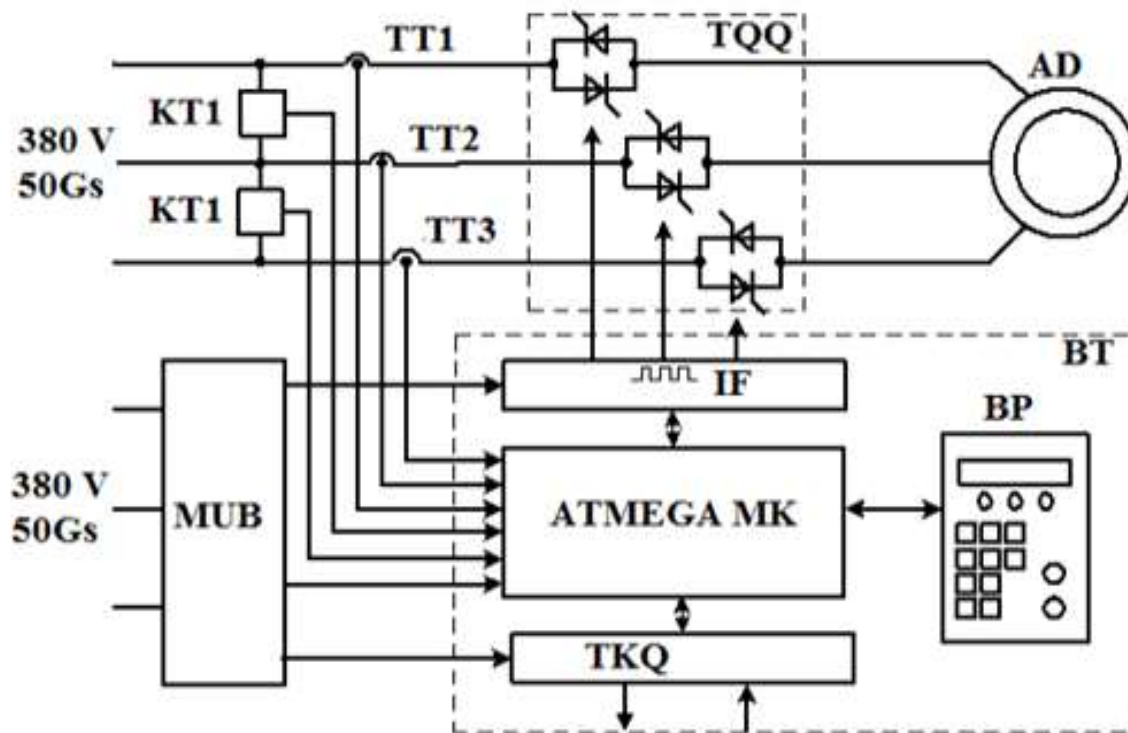 TT1
TQQ
AD
KT1
380 V
50Gs
TT2
KT1
TT3
BT
IF
BP
380 V
50Gs
MUB
ATMEGA MK
TKQ